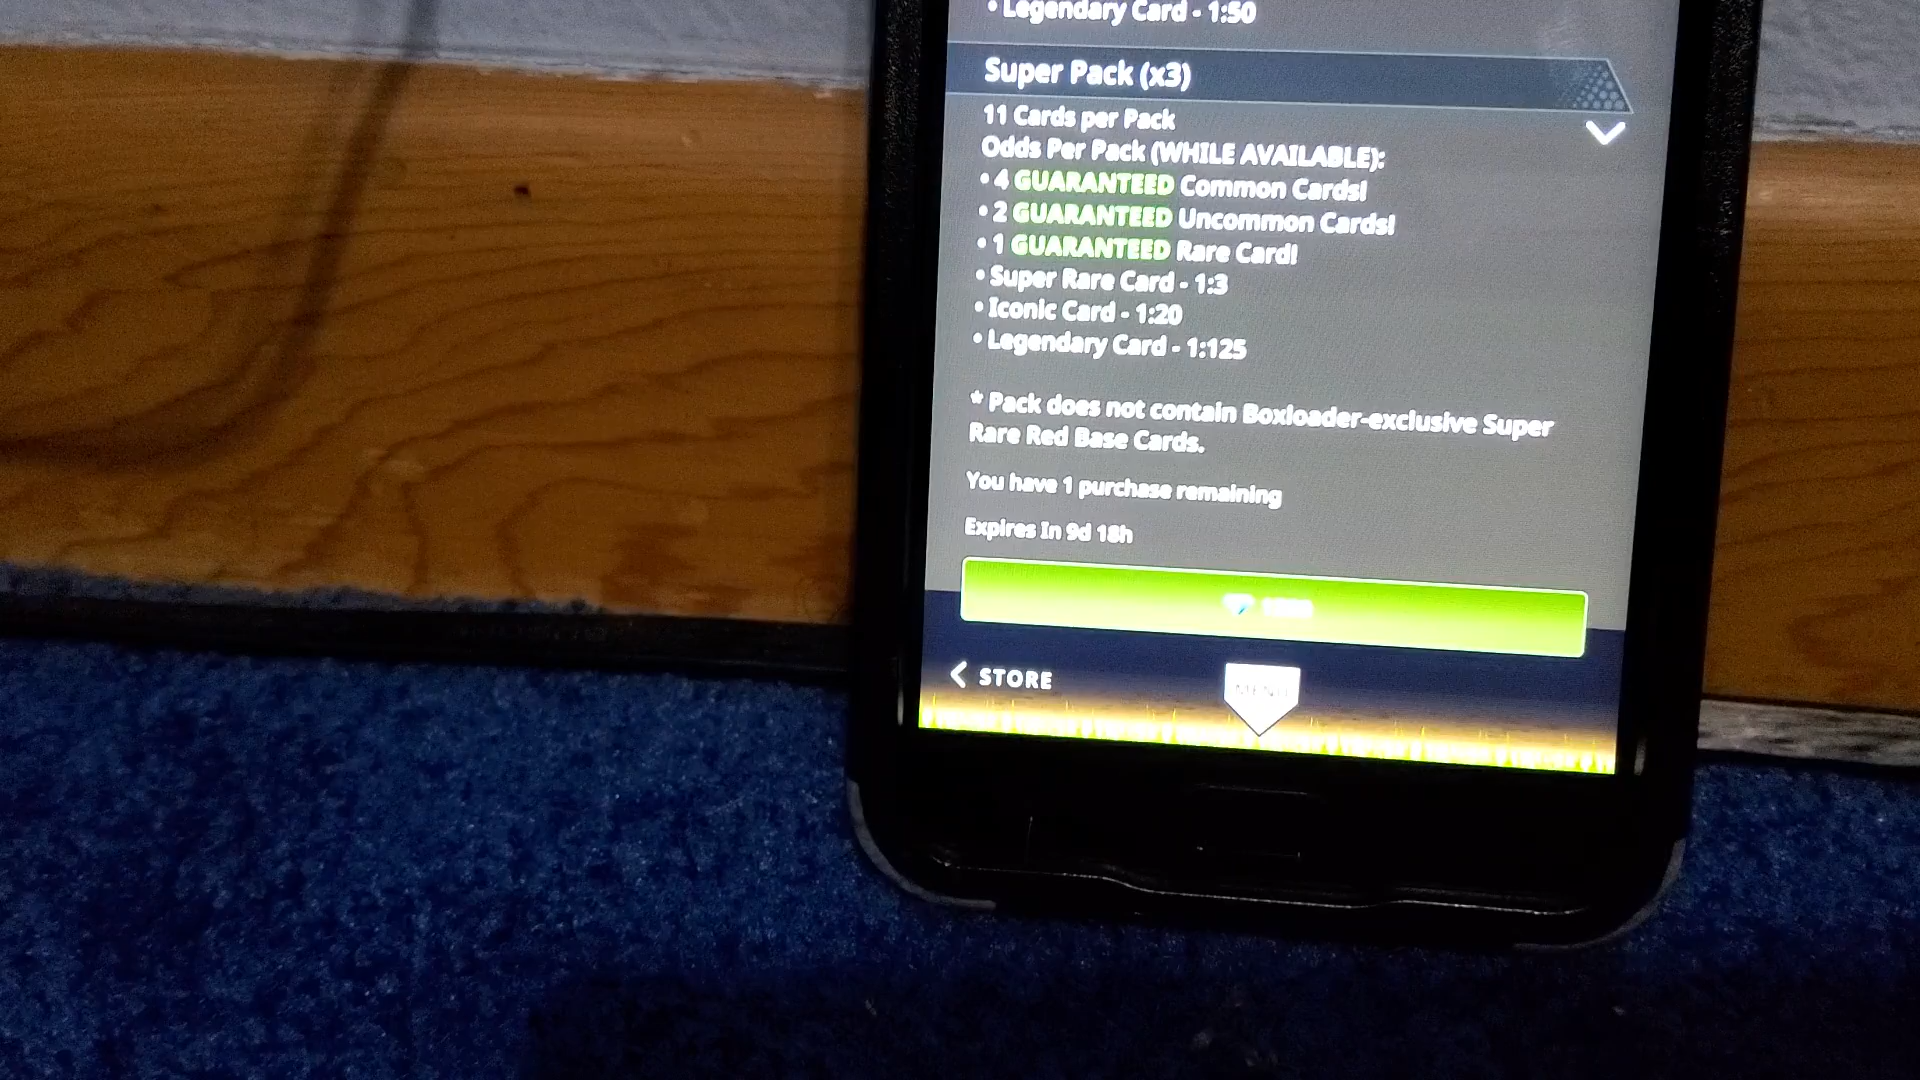 • Legendary Card - 1:50
Super Pack (x3)
11 Cards per Pack
Odds Per Pack (WHILE AVAILABLE):
• 4 GUARANTEED Common Cards!
• 2 GUARANTEED Uncommon Cards!
• 1 GUARANTEED Rare Card!
• Super Rare Card - 1:3
• Iconic Card - 1:20
• Legendary Card - 1:125
* Pack does not contain Boxloader-exclusive Super
Rare Red Base Cards.
You have 1 purchase remaining
Expires In 9d 18h
STORE
MENU